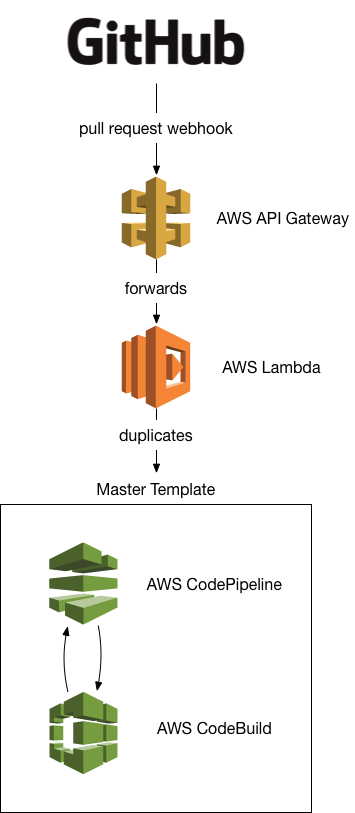 GitHub
pull request webhook
AWS API Gateway
forwards
AWS Lambda
duplicates
Master Template
AWS CodePipeline
AWS CodeBuild